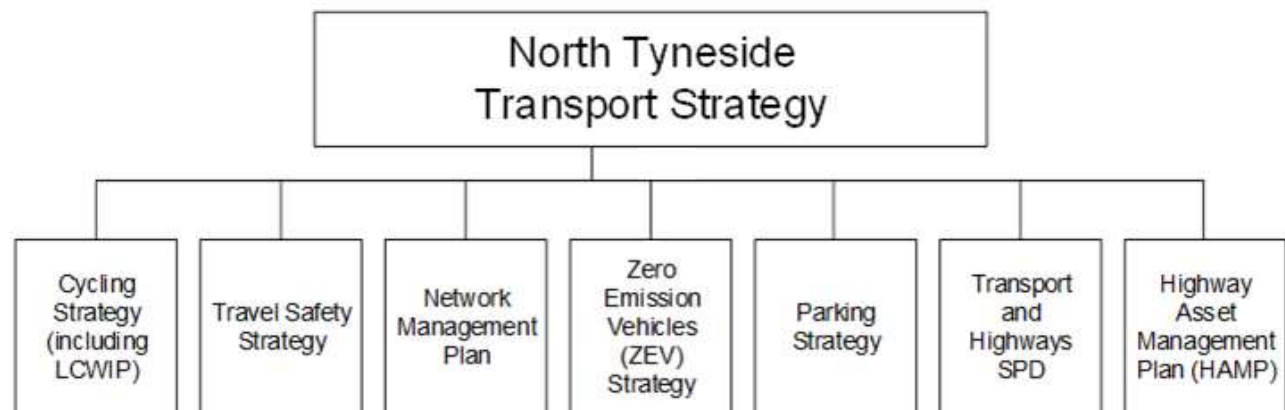 North Tyneside
Transport Strategy
Cycling
Strategy
(including
LCWIP)
Travel Safety
Strategy
Network
Management
Plan
Zero
Emission
Vehicles
(ZEV)
Strategy
Parking
Strategy
Transport
and
Highways
SPD
Highway
Asset
Management
Plan (HAMP)